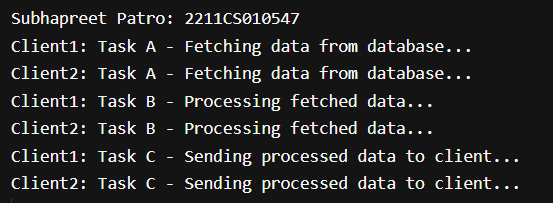 Subhapreet Patro: 2211CS010547
Client1: Task A - Fetching data from database...
Client2: Task A - Fetching data from database...
Client1: Task B - Processing fetched data...
Client2: Task B - Processing fetched data...
Client1: Task C - Sending processed data to client...
Client2: Task C - Sending processed data to client...